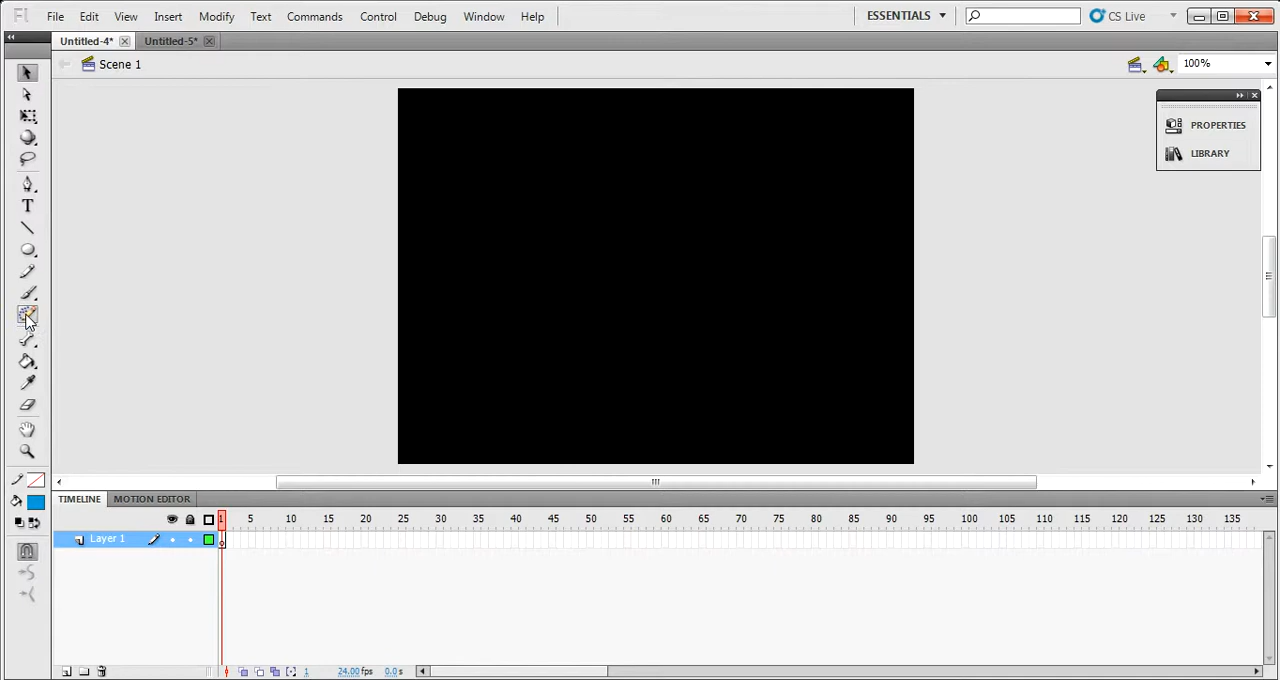 Fl File Edit View Insert Modify Text Commands Control Debug Window Help ESSENTIALS CS Live
Untitled-4* Untitled-5*
Scene 1 100%
PROPERTIES
LIBRARY
T
TIMELINE MOTION EDITOR
1 5 10 15 20 25 30 35 40 45 50 55 60 65 70 75 80 85 90 95 100 105 110 115 120 125 130 135
Layer 1
1 24.00 fps 0.0 s